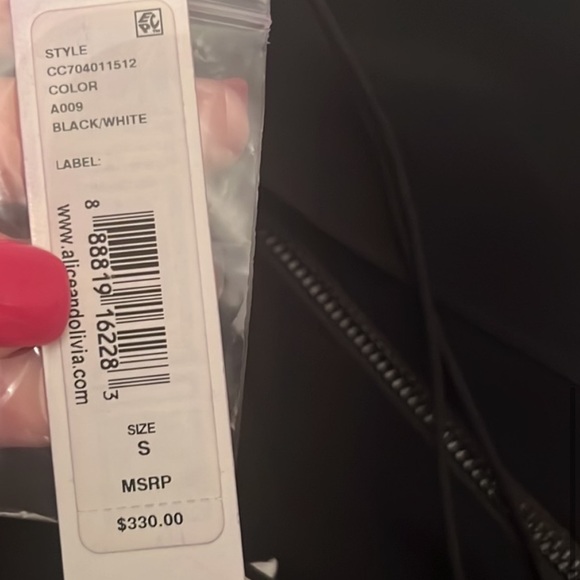 STYLE
CC704011512
COLOR
A009
BLACK/WHITE
LABEL:
8 88819 16228 3
www.aliceandolivia.com
SIZE
S
MSRP
$330.00